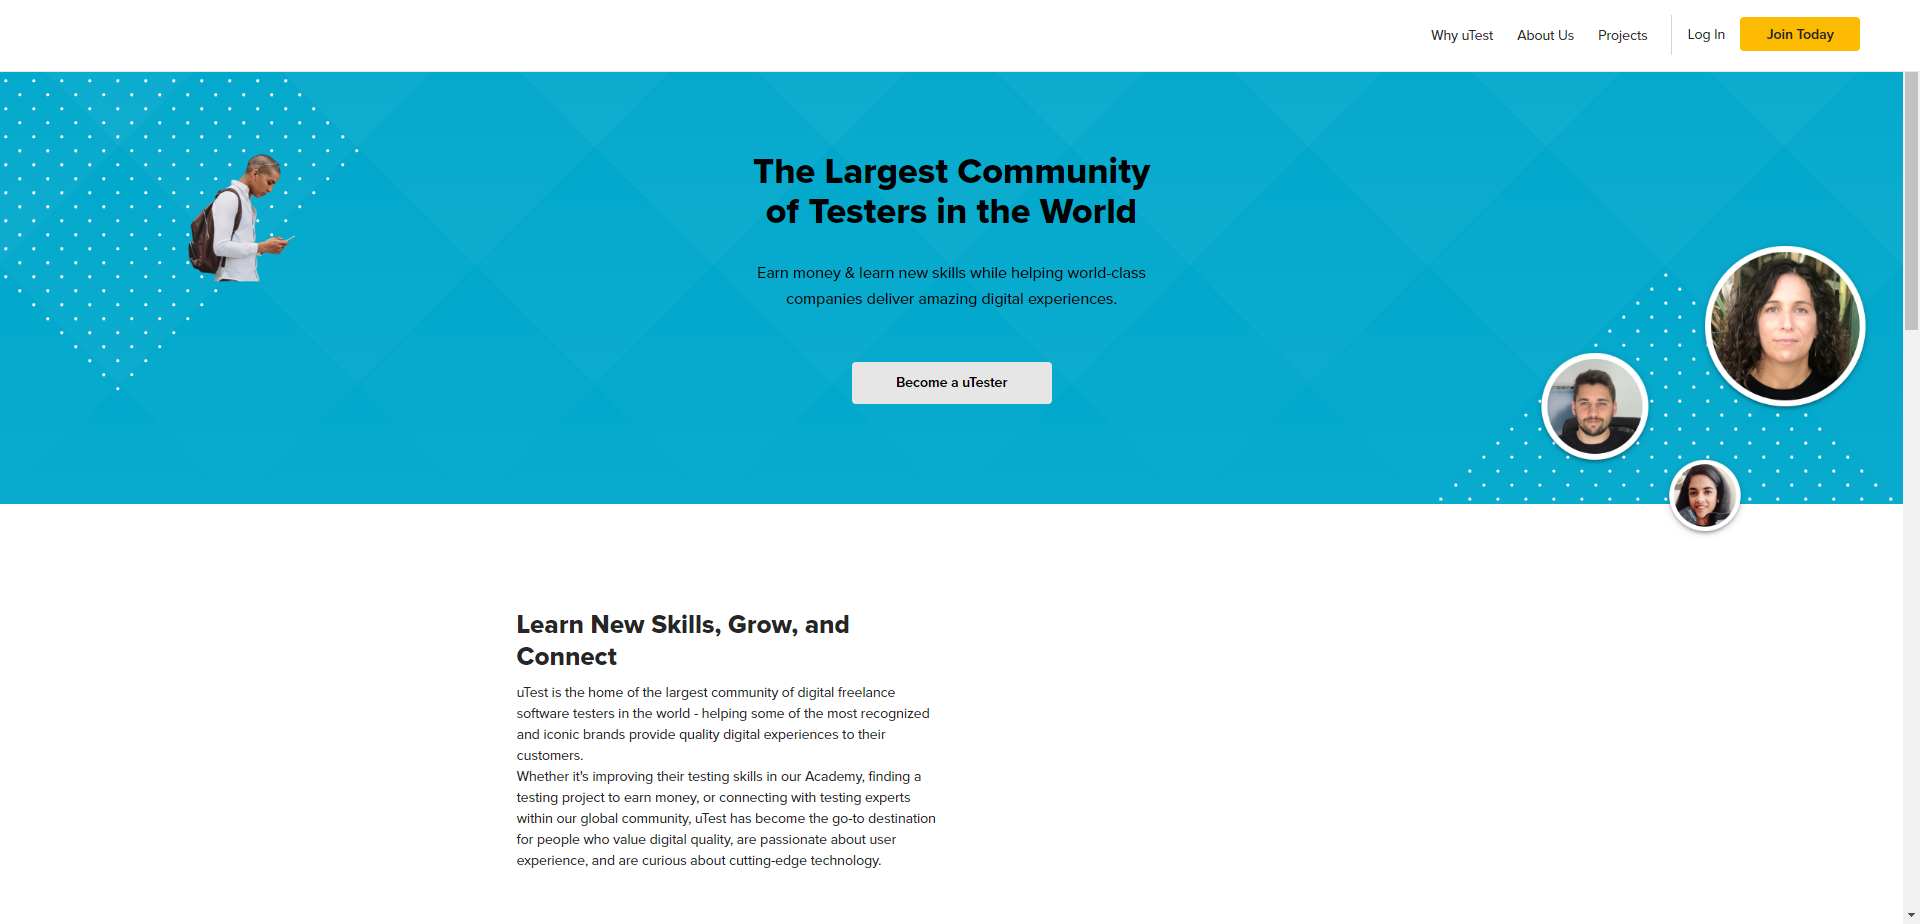 Why uTest
About Us
Projects
Log In
Join Today
The Largest Community
of Testers in the World
Earn money & learn new skills while helping world-class
companies deliver amazing digital experiences.
Become a uTester
Learn New Skills, Grow, and
Connect
uTest is the home of the largest community of digital freelance
software testers in the world - helping some of the most recognized
and iconic brands provide quality digital experiences to their
customers.
Whether it's improving their testing skills in our Academy, finding a
testing project to earn money, or connecting with testing experts
within our global community, uTest has become the go-to destination
for people who value digital quality, are passionate about user
experience, and are curious about cutting-edge technology.